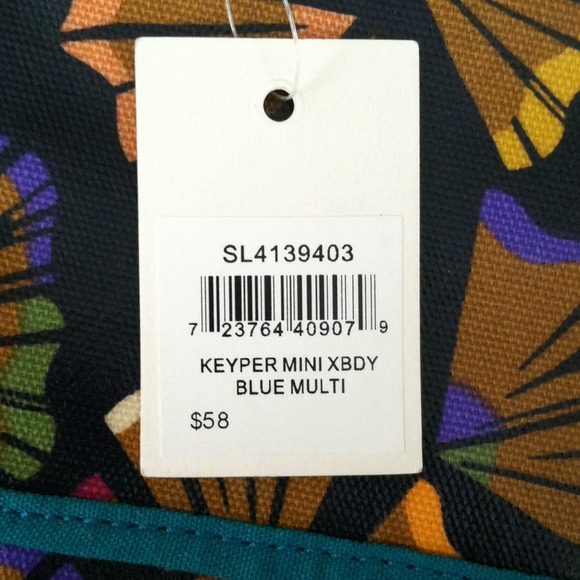 SL4139403
7 23764 40907 9
KEYPER MINI XBDY
BLUE MULTI
$58